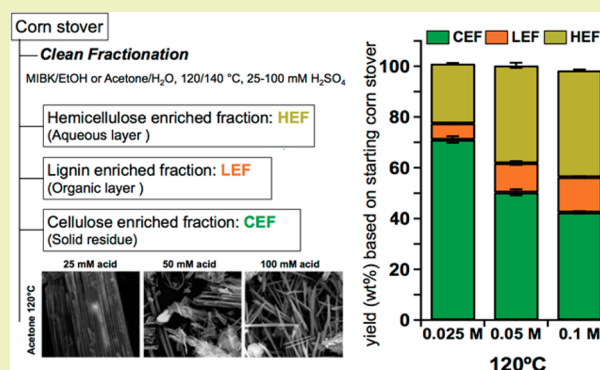 Corn stover
Clean Fractionation
MIBK/EtOH or Acetone/H₂O, 120/140 °C, 25-100 mM H₂SO₄
Hemicellulose enriched fraction: HEF
(Aqueous layer )
Lignin enriched fraction: LEF
(Organic layer )
Cellulose enriched fraction: CEF
(Solid residue)
25 mM acid 50 mM acid 100 mM acid
Acetone 120°C
CEF LEF HEF
yield (wt%) based on starting corn stover
100
80
60
40
20
0
0.025 M 0.05 M 0.1 M
120ºC